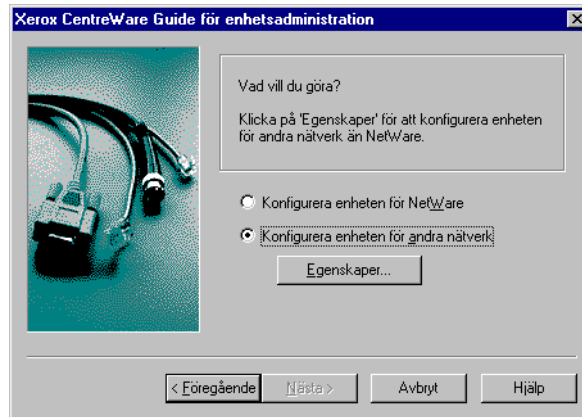 Xerox CentreWare Guide för enhetsadministration
Vad vill du göra?
Klicka på 'Egenskaper' för att konfigurera enheten
för andra nätverk än NetWare.
Konfigurera enheten för NetWare
Konfigurera enheten för andra nätverk
Egenskaper...
< Föregående
Nästa >
Avbryt
Hjälp